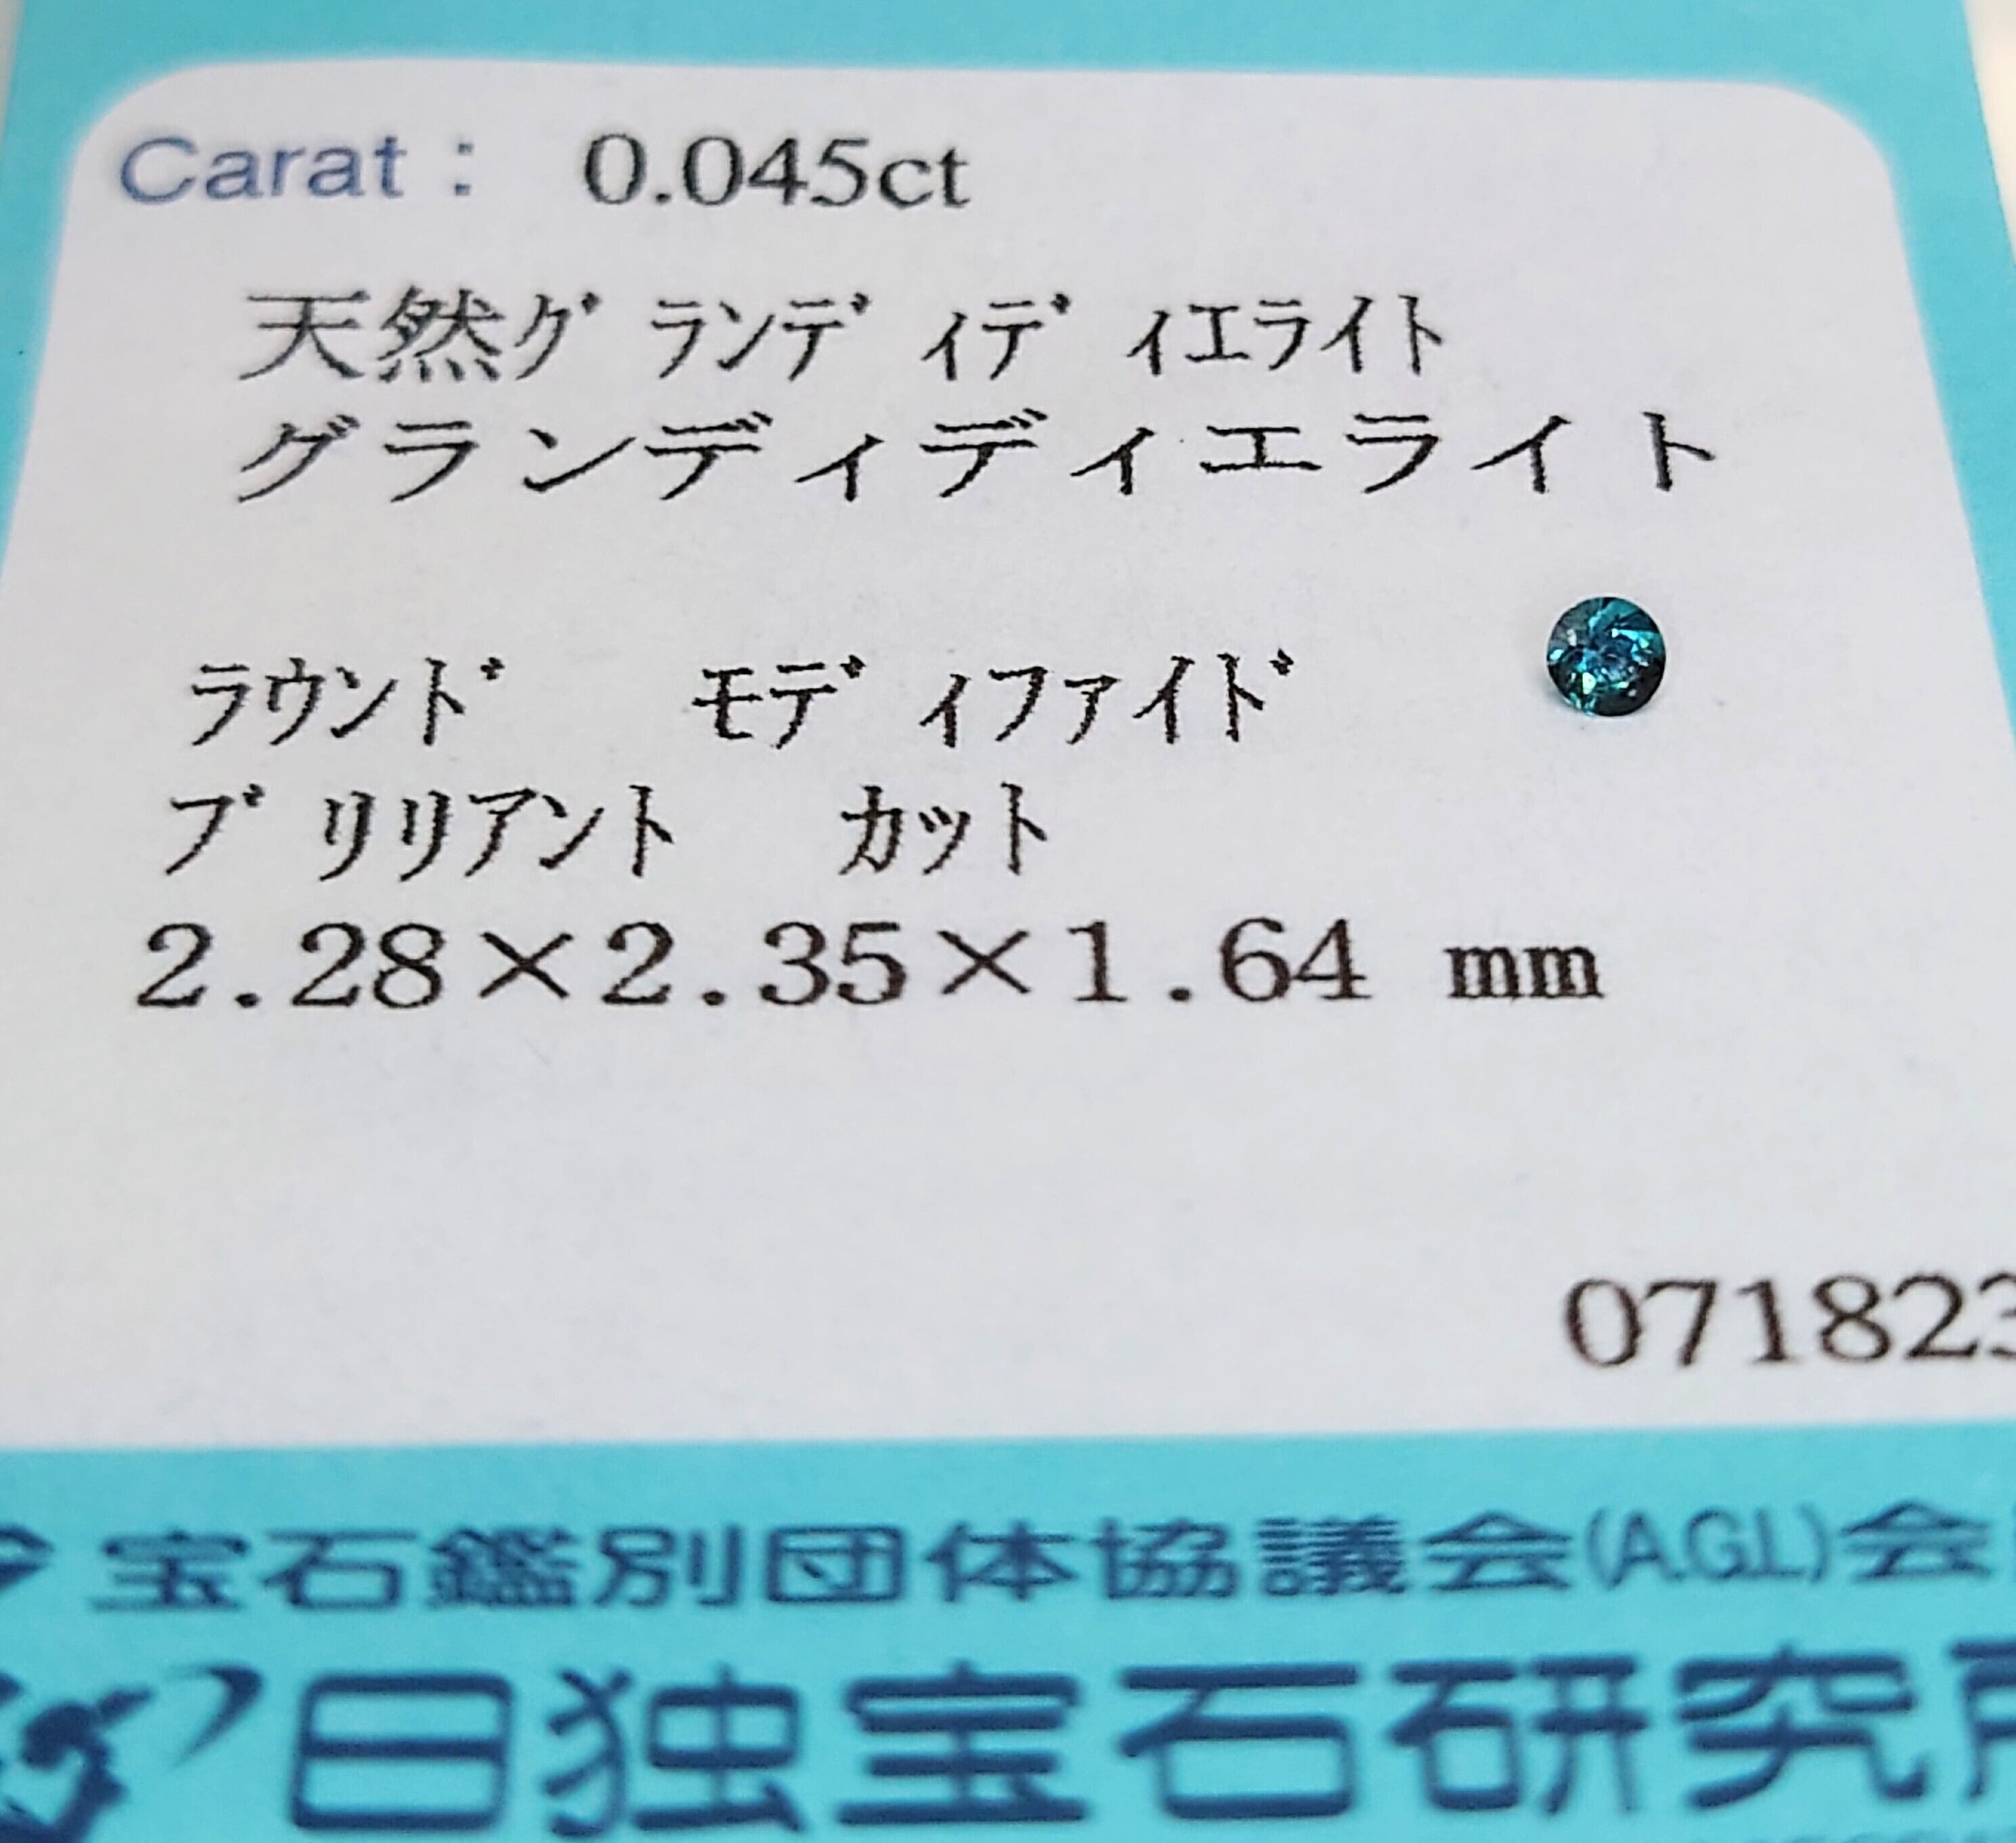 Carat : 0.045ct
天然ｸﾞﾗﾝﾃﾞｨﾃﾞｨｴﾗｲﾄ
グランディディエライト
ﾗｳﾝﾄﾞ ﾓﾃﾞｨﾌｧｲﾄﾞ
ﾌﾞﾘﾘｱﾝﾄ ｶｯﾄ
2.28×2.35×1.64 mm
071823
宝石鑑別団体協議会(A.G.L)会
日独宝石研究所